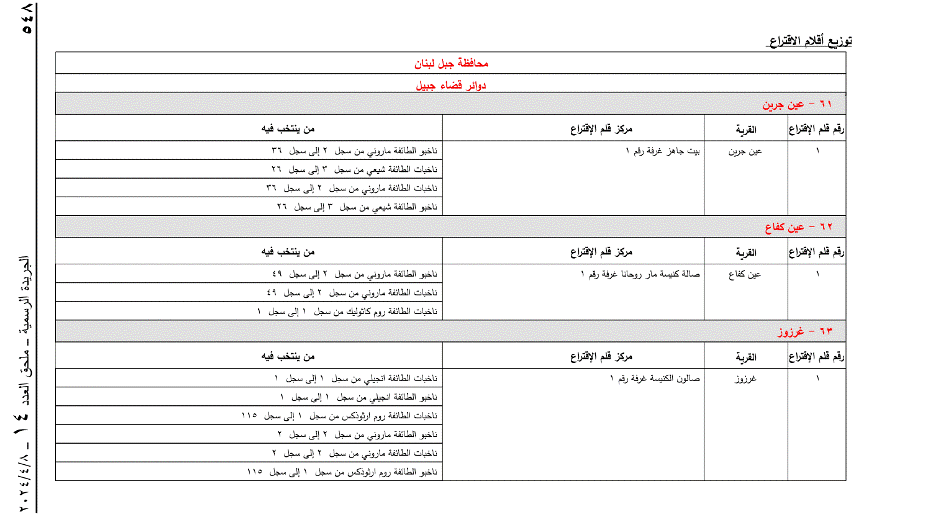 توزيع أقلام الاقتراع
محافظة جبل لبنان
دوائر قضاء جبيل
٦١ - عين جرين
رقم قلم الإقتراع القرية مركز قلم الإقتراع من ينتخب فيه
١ عين جرين بيت جاهز غرفة رقم ١ ناخبو الطائفة ماروني من سجل ٢ إلى سجل ٣٦
ناخبات الطائفة شيعي من سجل ٣ إلى سجل ٢٦
ناخبات الطائفة ماروني من سجل ٢ إلى سجل ٣٦
ناخبو الطائفة شيعي من سجل ٣ إلى سجل ٢٦
٦٢ - عين كفاع
رقم قلم الإقتراع القرية مركز قلم الإقتراع من ينتخب فيه
١ عين كفاع صالة كنيسة مار روحانا غرفة رقم ١ ناخبو الطائفة ماروني من سجل ٢ إلى سجل ٤٩
ناخبات الطائفة ماروني من سجل ٢ إلى سجل ٤٩
ناخبات الطائفة روم كاتوليك من سجل ١ إلى سجل ١
٦٣ - غرزوز
رقم قلم الإقتراع القرية مركز قلم الإقتراع من ينتخب فيه
١ غرزوز صالون الكنيسة غرفة رقم ١ ناخبات الطائفة انجيلي من سجل ١ إلى سجل ١
ناخبو الطائفة انجيلي من سجل ١ إلى سجل ١
ناخبات الطائفة روم ارثوذكس من سجل ١ إلى سجل ١١٥
ناخبو الطائفة ماروني من سجل ٢ إلى سجل ٢
ناخبات الطائفة ماروني من سجل ٢ إلى سجل ٢
ناخبو الطائفة روم ارثوذكس من سجل ١ إلى سجل ١١٥
٥٤٨
الجريدة الرسمية – ملحق العدد ١٤ – ٢٠٢٤/٤/٨